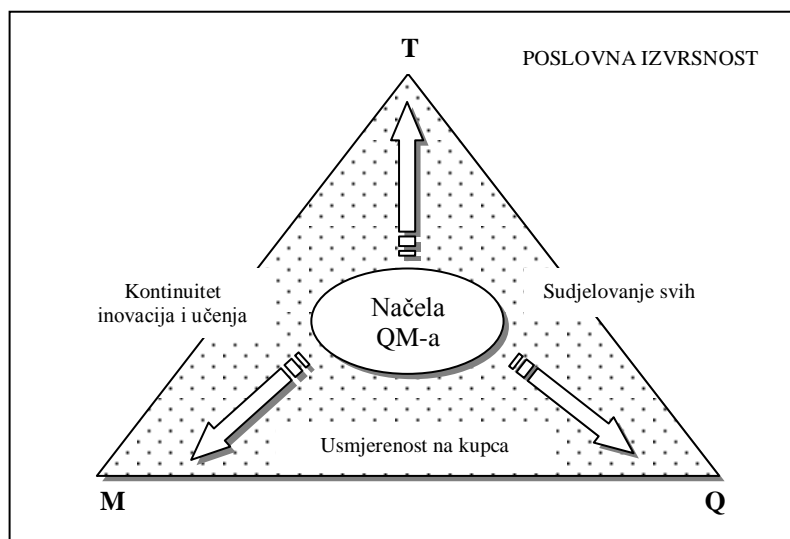 T
POSLOVNA IZVRSNOST
Kontinuitet
inovacija i učenja
Načela
QM-a
Sudjelovanje svih
Usmjerenost na kupca
M
Q